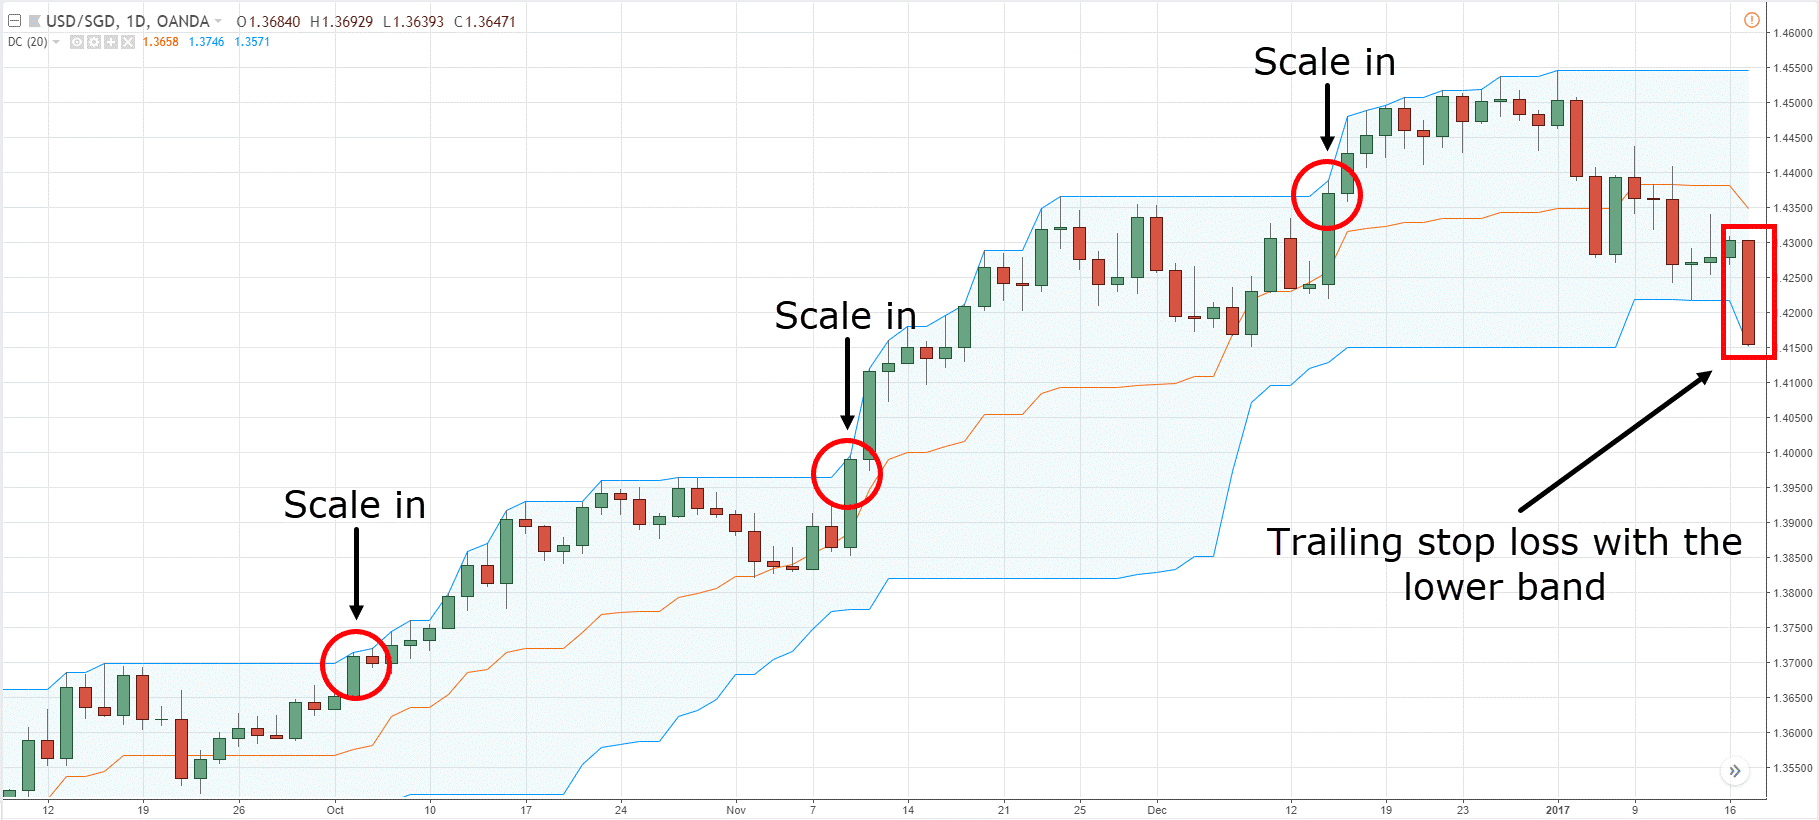 USD/SGD, 1D, OANDA O1.36840 H1.36929 L1.36393 C1.36471
DC (20) 1.3658 1.3746 1.3571
Scale in
Scale in
Scale in
Trailing stop loss with the
lower band
1.46000
1.45500
1.45000
1.44500
1.44000
1.43500
1.43000
1.42500
1.42000
1.41500
1.41000
1.40500
1.40000
1.39500
1.39000
1.38500
1.38000
1.37500
1.37000
1.36500
1.36000
1.35500
12 19 26 Oct 10 17 24 Nov 7 14 21 25 Dec 12 19 23 2017 9 16